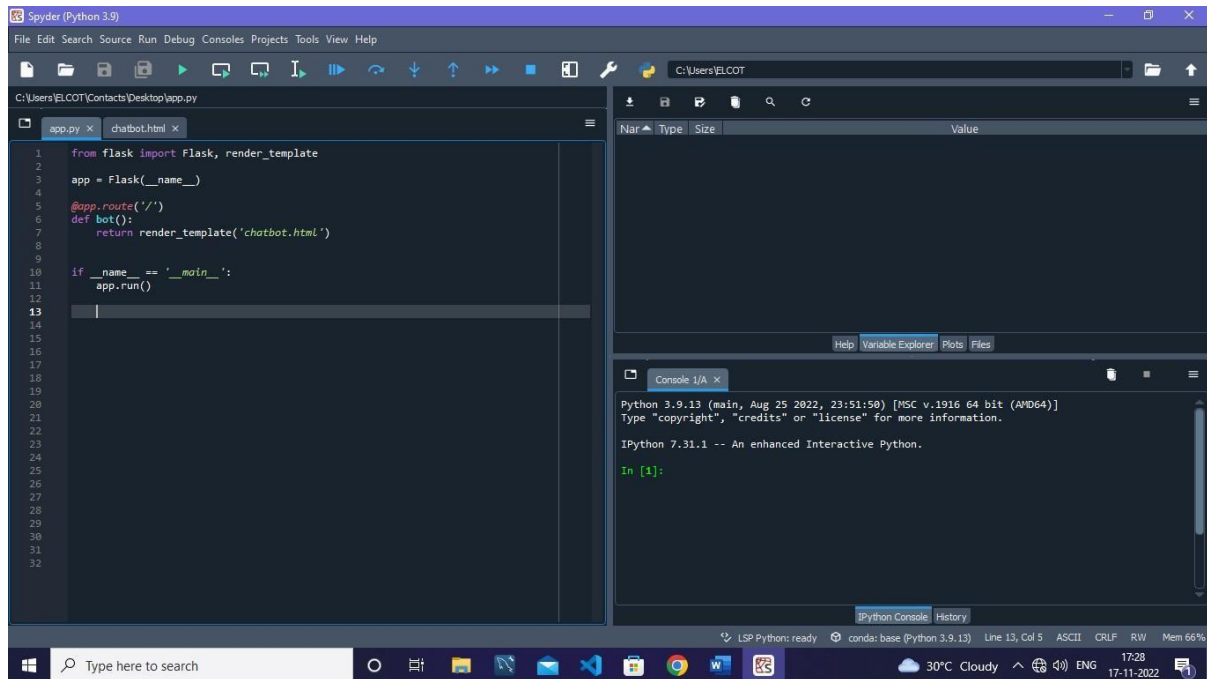 Spyder (Python 3.9)
File Edit Search Source Run Debug Consoles Projects Tools View Help
C:\Users\ELCOT
C:\Users\ELCOT\Contacts\Desktop\app.py
app.py
chatbot.html
1 from flask import Flask, render_template
2
3 app = Flask(__name__)
4
5 @app.route('/')
6 def bot():
7     return render_template('chatbot.html')
8
9
10 if __name__ == '__main__':
11     app.run()
12
13
14
15
16
17
18
19
20
21
22
23
24
25
26
27
28
29
30
31
32
Nar Type Size Value
Help Variable Explorer Plots Files
Console 1/A
Python 3.9.13 (main, Aug 25 2022, 23:51:50) [MSC v.1916 64 bit (AMD64)]
Type "copyright", "credits" or "license" for more information.
IPython 7.31.1 -- An enhanced Interactive Python.
In [1]:
IPython Console History
LSP Python: ready conda: base (Python 3.9.13) Line 13, Col 5 ASCII CRLF RW Mem 66%
Type here to search
30°C Cloudy ENG
17:28
17-11-2022
1